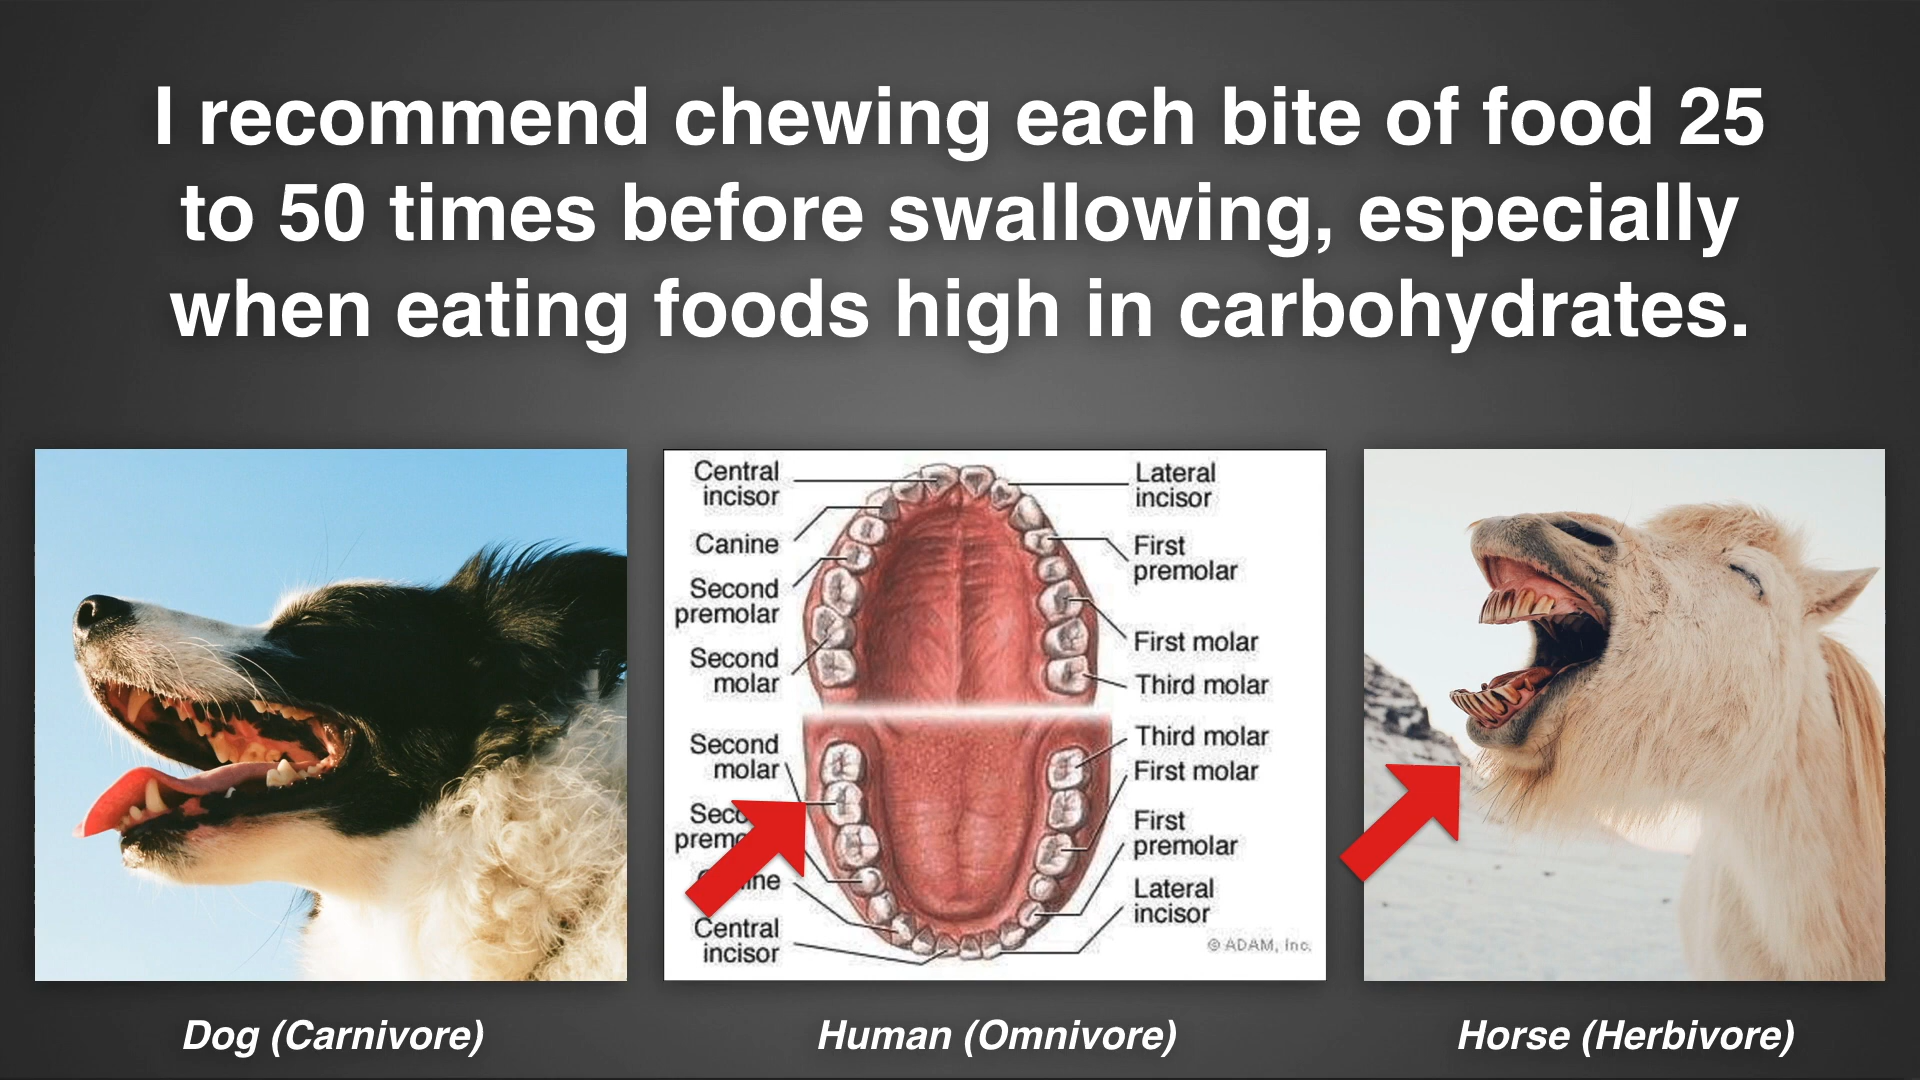 I recommend chewing each bite of food 25
to 50 times before swallowing, especially
when eating foods high in carbohydrates.
Central
incisor
Canine
Second
premolar
Second
molar
Second
molar
Central
incisor
Lateral
incisor
First
premolar
First molar
Third molar
Third molar
First molar
First
premolar
Lateral
incisor
© ADAM, Inc.
Dog (Carnivore)
Human (Omnivore)
Horse (Herbivore)